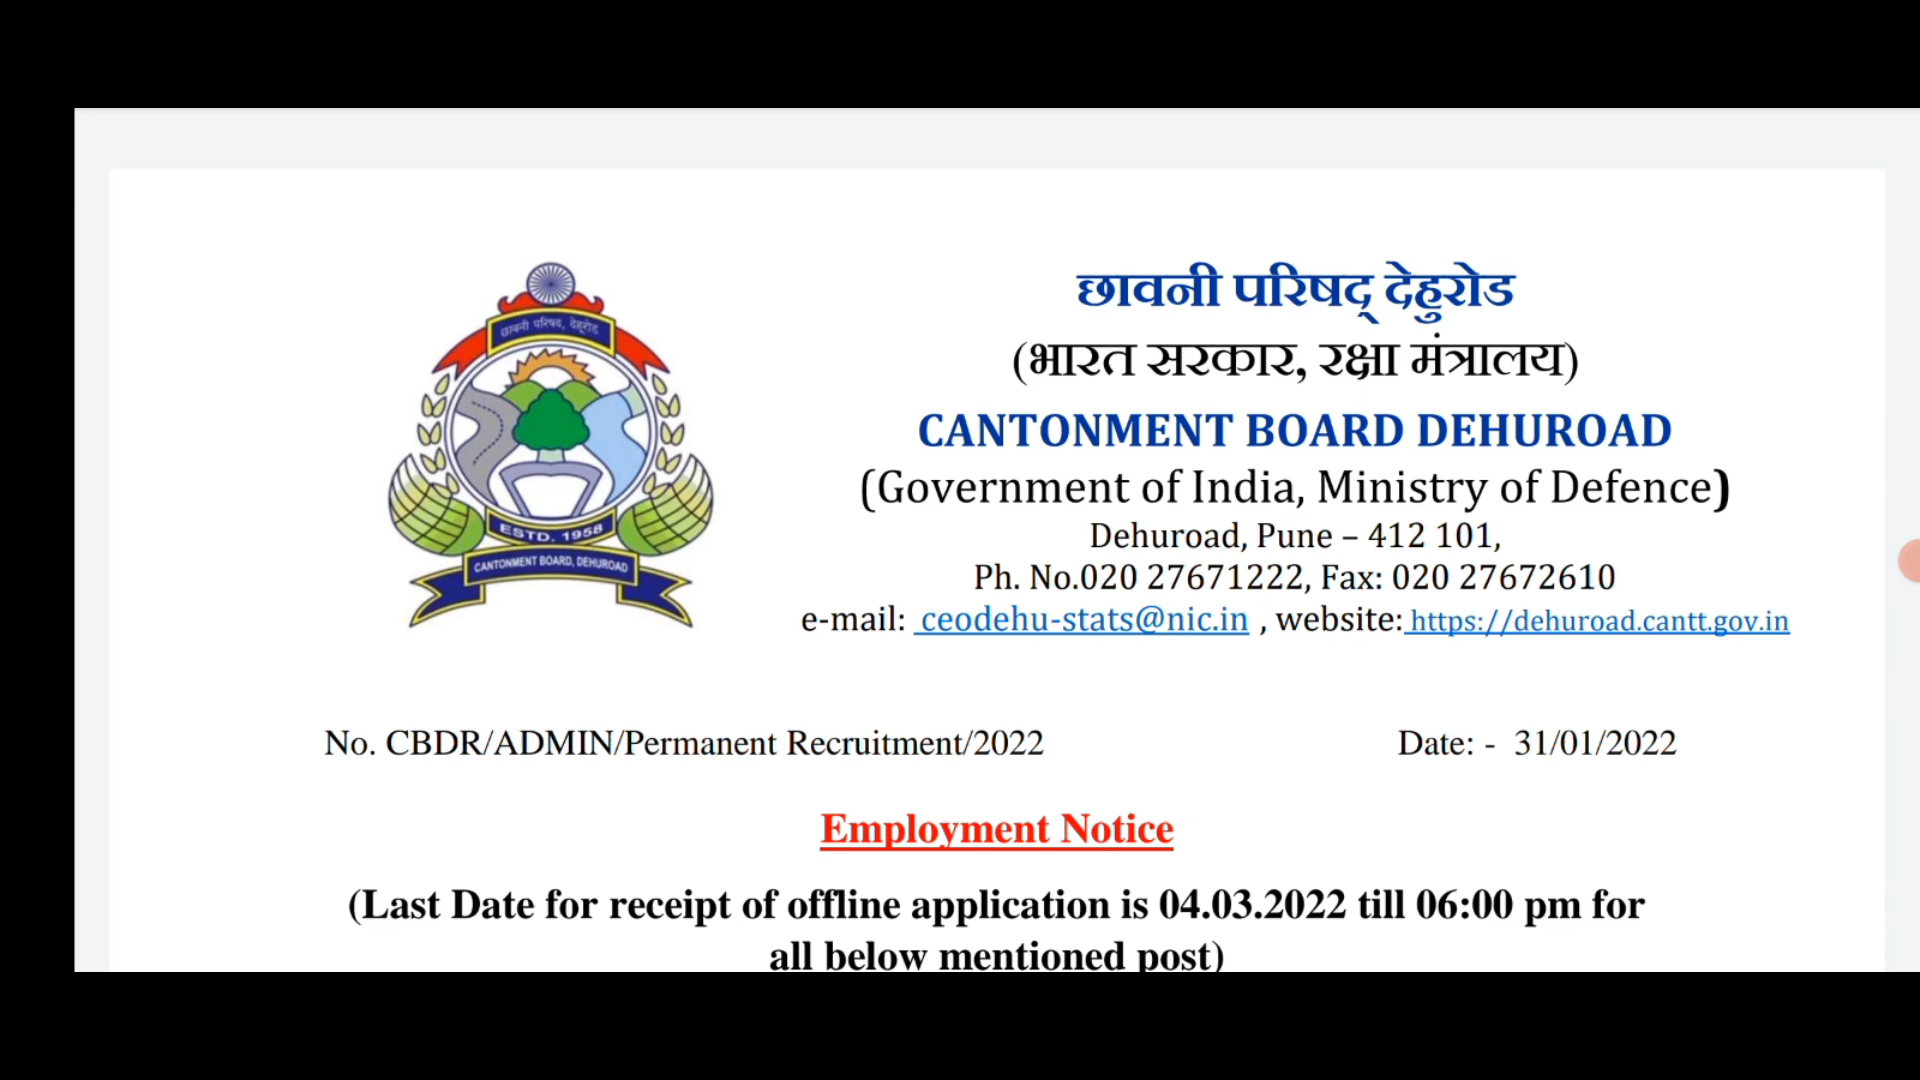 छावनी परिषद, देहूरोड
ESTD. 1958
CANTONMENT BOARD, DEHUROAD
छावनी परिषद् देहुरोड
(भारत सरकार, रक्षा मंत्रालय)
CANTONMENT BOARD DEHUROAD
(Government of India, Ministry of Defence)
Dehuroad, Pune – 412 101,
Ph. No.020 27671222, Fax: 020 27672610
e-mail: ceodehu-stats@nic.in , website: https://dehuroad.cantt.gov.in
No. CBDR/ADMIN/Permanent Recruitment/2022 Date: - 31/01/2022
Employment Notice
(Last Date for receipt of offline application is 04.03.2022 till 06:00 pm for
all below mentioned post)